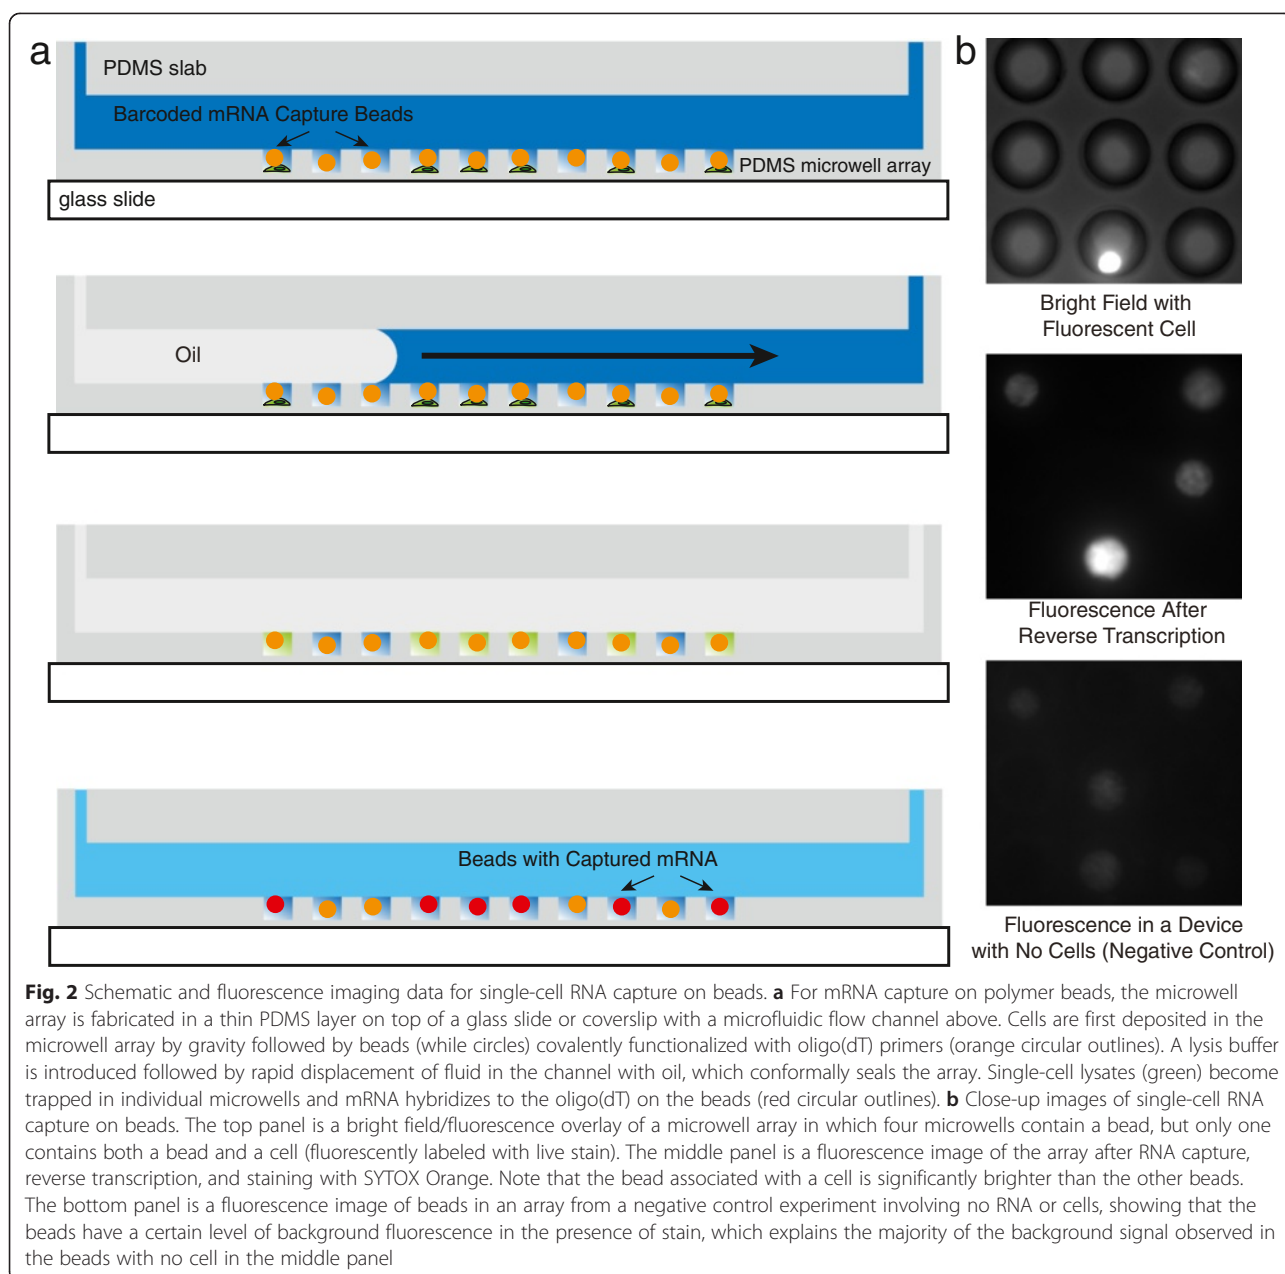 a
PDMS slab
Barcoded mRNA Capture Beads
PDMS microwell array
glass slide
Oil
Beads with Captured mRNA
b
Bright Field with
Fluorescent Cell
Fluorescence After
Reverse Transcription
Fluorescence in a Device
with No Cells (Negative Control)
Fig. 2 Schematic and fluorescence imaging data for single-cell RNA capture on beads. a For mRNA capture on polymer beads, the microwell
array is fabricated in a thin PDMS layer on top of a glass slide or coverslip with a microfluidic flow channel above. Cells are first deposited in the
microwell array by gravity followed by beads (while circles) covalently functionalized with oligo(dT) primers (orange circular outlines). A lysis buffer
is introduced followed by rapid displacement of fluid in the channel with oil, which conformally seals the array. Single-cell lysates (green) become
trapped in individual microwells and mRNA hybridizes to the oligo(dT) on the beads (red circular outlines). b Close-up images of single-cell RNA
capture on beads. The top panel is a bright field/fluorescence overlay of a microwell array in which four microwells contain a bead, but only one
contains both a bead and a cell (fluorescently labeled with live stain). The middle panel is a fluorescence image of the array after RNA capture,
reverse transcription, and staining with SYTOX Orange. Note that the bead associated with a cell is significantly brighter than the other beads.
The bottom panel is a fluorescence image of beads in an array from a negative control experiment involving no RNA or cells, showing that the
beads have a certain level of background fluorescence in the presence of stain, which explains the majority of the background signal observed in
the beads with no cell in the middle panel